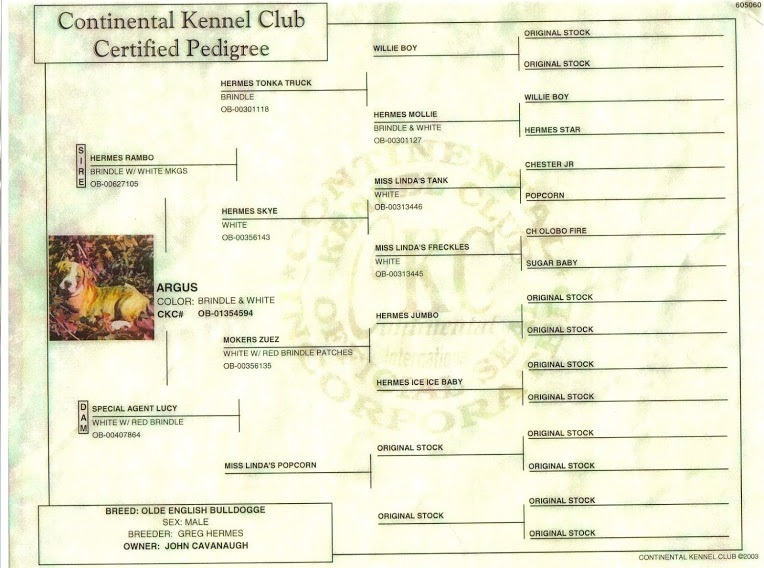 605060
Continental Kennel Club
Certified Pedigree
ORIGINAL STOCK
WILLIE BOY
ORIGINAL STOCK
HERMES TONKA TRUCK
BRINDLE
OB-00301118
WILLIE BOY
HERMES MOLLIE
BRINDLE & WHITE
OB-00301127
HERMES STAR
SIRE
HERMES RAMBO
BRINDLE W/ WHITE MKGS
OB-00627105
CHESTER JR
MISS LINDA'S TANK
WHITE
OB-00313446
POPCORN
HERMES SKYE
WHITE
OB-00356143
CH OLOBO FIRE
MISS LINDA'S FRECKLES
WHITE
OB-00313445
SUGAR BABY
ARGUS
COLOR: BRINDLE & WHITE
CKC# OB-01354594
ORIGINAL STOCK
HERMES JUMBO
ORIGINAL STOCK
MOKERS ZUEZ
WHITE W/ RED BRINDLE PATCHES
OB-00356135
ORIGINAL STOCK
HERMES ICE ICE BABY
ORIGINAL STOCK
DAM
SPECIAL AGENT LUCY
WHITE W/ RED BRINDLE
OB-00407864
ORIGINAL STOCK
ORIGINAL STOCK
ORIGINAL STOCK
MISS LINDA'S POPCORN
ORIGINAL STOCK
ORIGINAL STOCK
ORIGINAL STOCK
BREED: OLDE ENGLISH BULLDOGGE
SEX: MALE
BREEDER: GREG HERMES
OWNER: JOHN CAVANAUGH
CONTINENTAL KENNEL CLUB ©2003
CKC
Continental
International